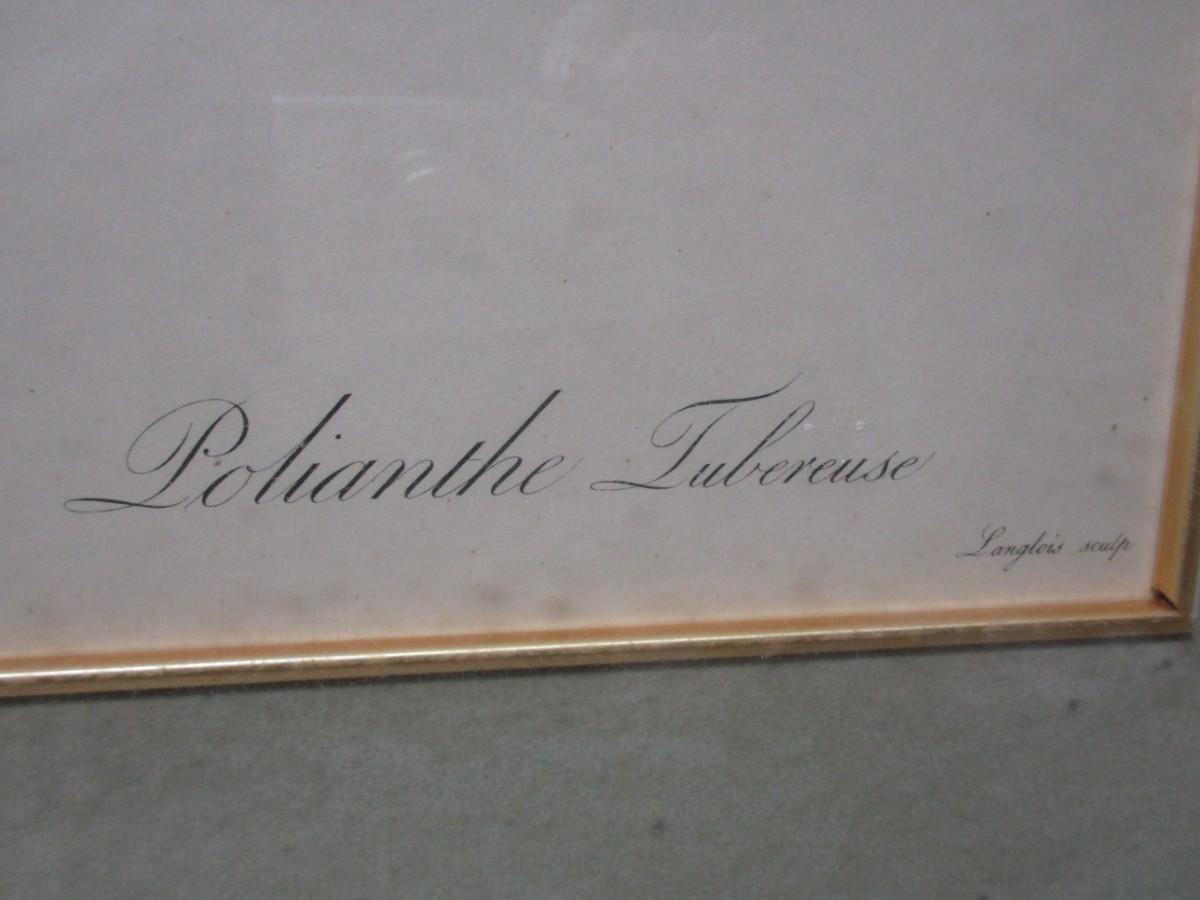 Polianthe Tubereuse
Langlois sculp